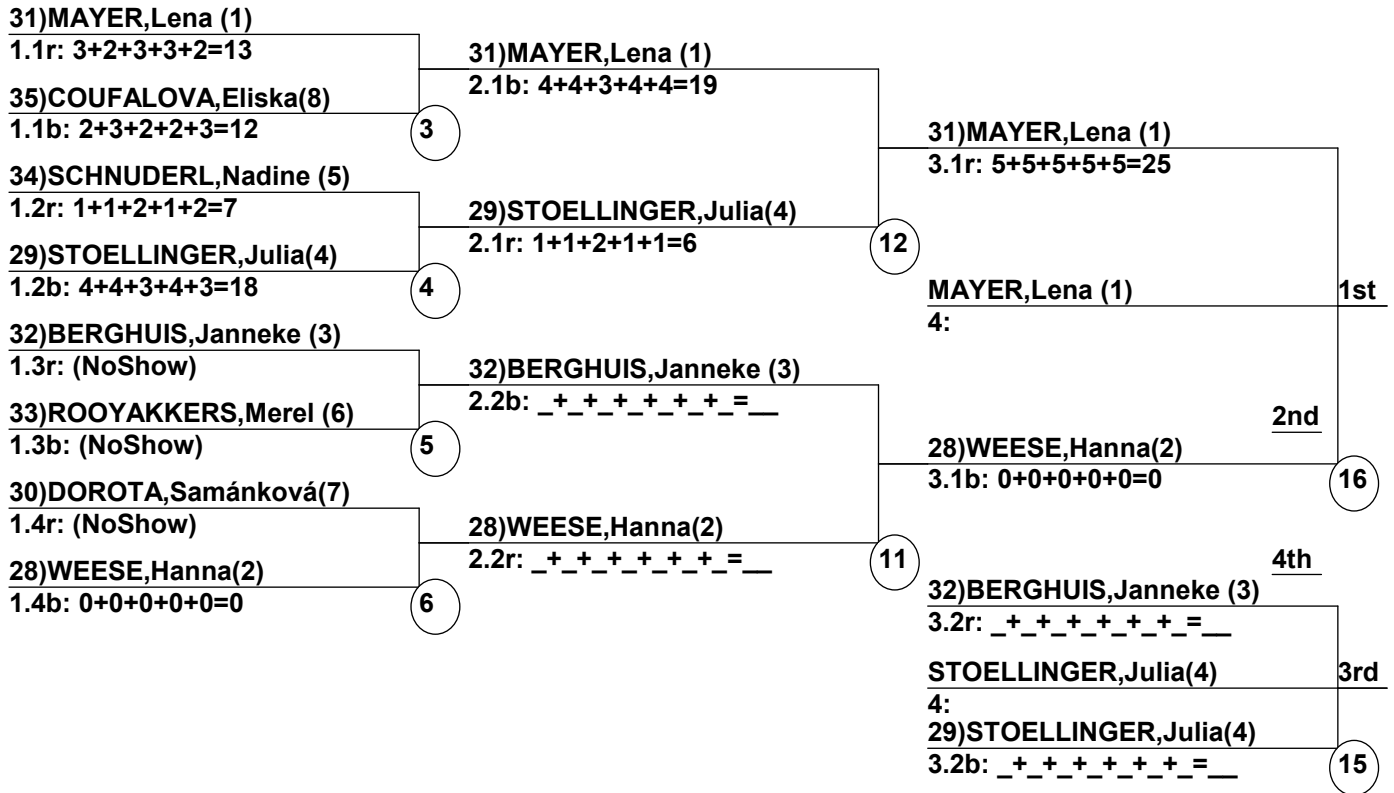 31)MAYER,Lena (1)
1.1r: 3+2+3+3+2=13
35)COUFALOVA,Eliska(8)
1.1b: 2+3+2+2+3=12
3
34)SCHNUDERL,Nadine (5)
1.2r: 1+1+2+1+2=7
29)STOELLINGER,Julia(4)
1.2b: 4+4+3+4+3=18
4
32)BERGHUIS,Janneke (3)
1.3r: (NoShow)
33)ROOYAKKERS,Merel (6)
1.3b: (NoShow)
5
30)DOROTA,Samánková(7)
1.4r: (NoShow)
28)WEESE,Hanna(2)
1.4b: 0+0+0+0+0=0
6
31)MAYER,Lena (1)
2.1b: 4+4+3+4+4=19
29)STOELLINGER,Julia(4)
2.1r: 1+1+2+1+1=6
12
32)BERGHUIS,Janneke (3)
2.2b: _+_+_+_+_+_+_=__
28)WEESE,Hanna(2)
2.2r: _+_+_+_+_+_+_=__
11
31)MAYER,Lena (1)
3.1r: 5+5+5+5+5=25
MAYER,Lena (1)
1st
4:
2nd
28)WEESE,Hanna(2)
3.1b: 0+0+0+0+0=0
16
4th
32)BERGHUIS,Janneke (3)
3.2r: _+_+_+_+_+_+_=__
STOELLINGER,Julia(4)
3rd
4:
29)STOELLINGER,Julia(4)
3.2b: _+_+_+_+_+_+_=__
15